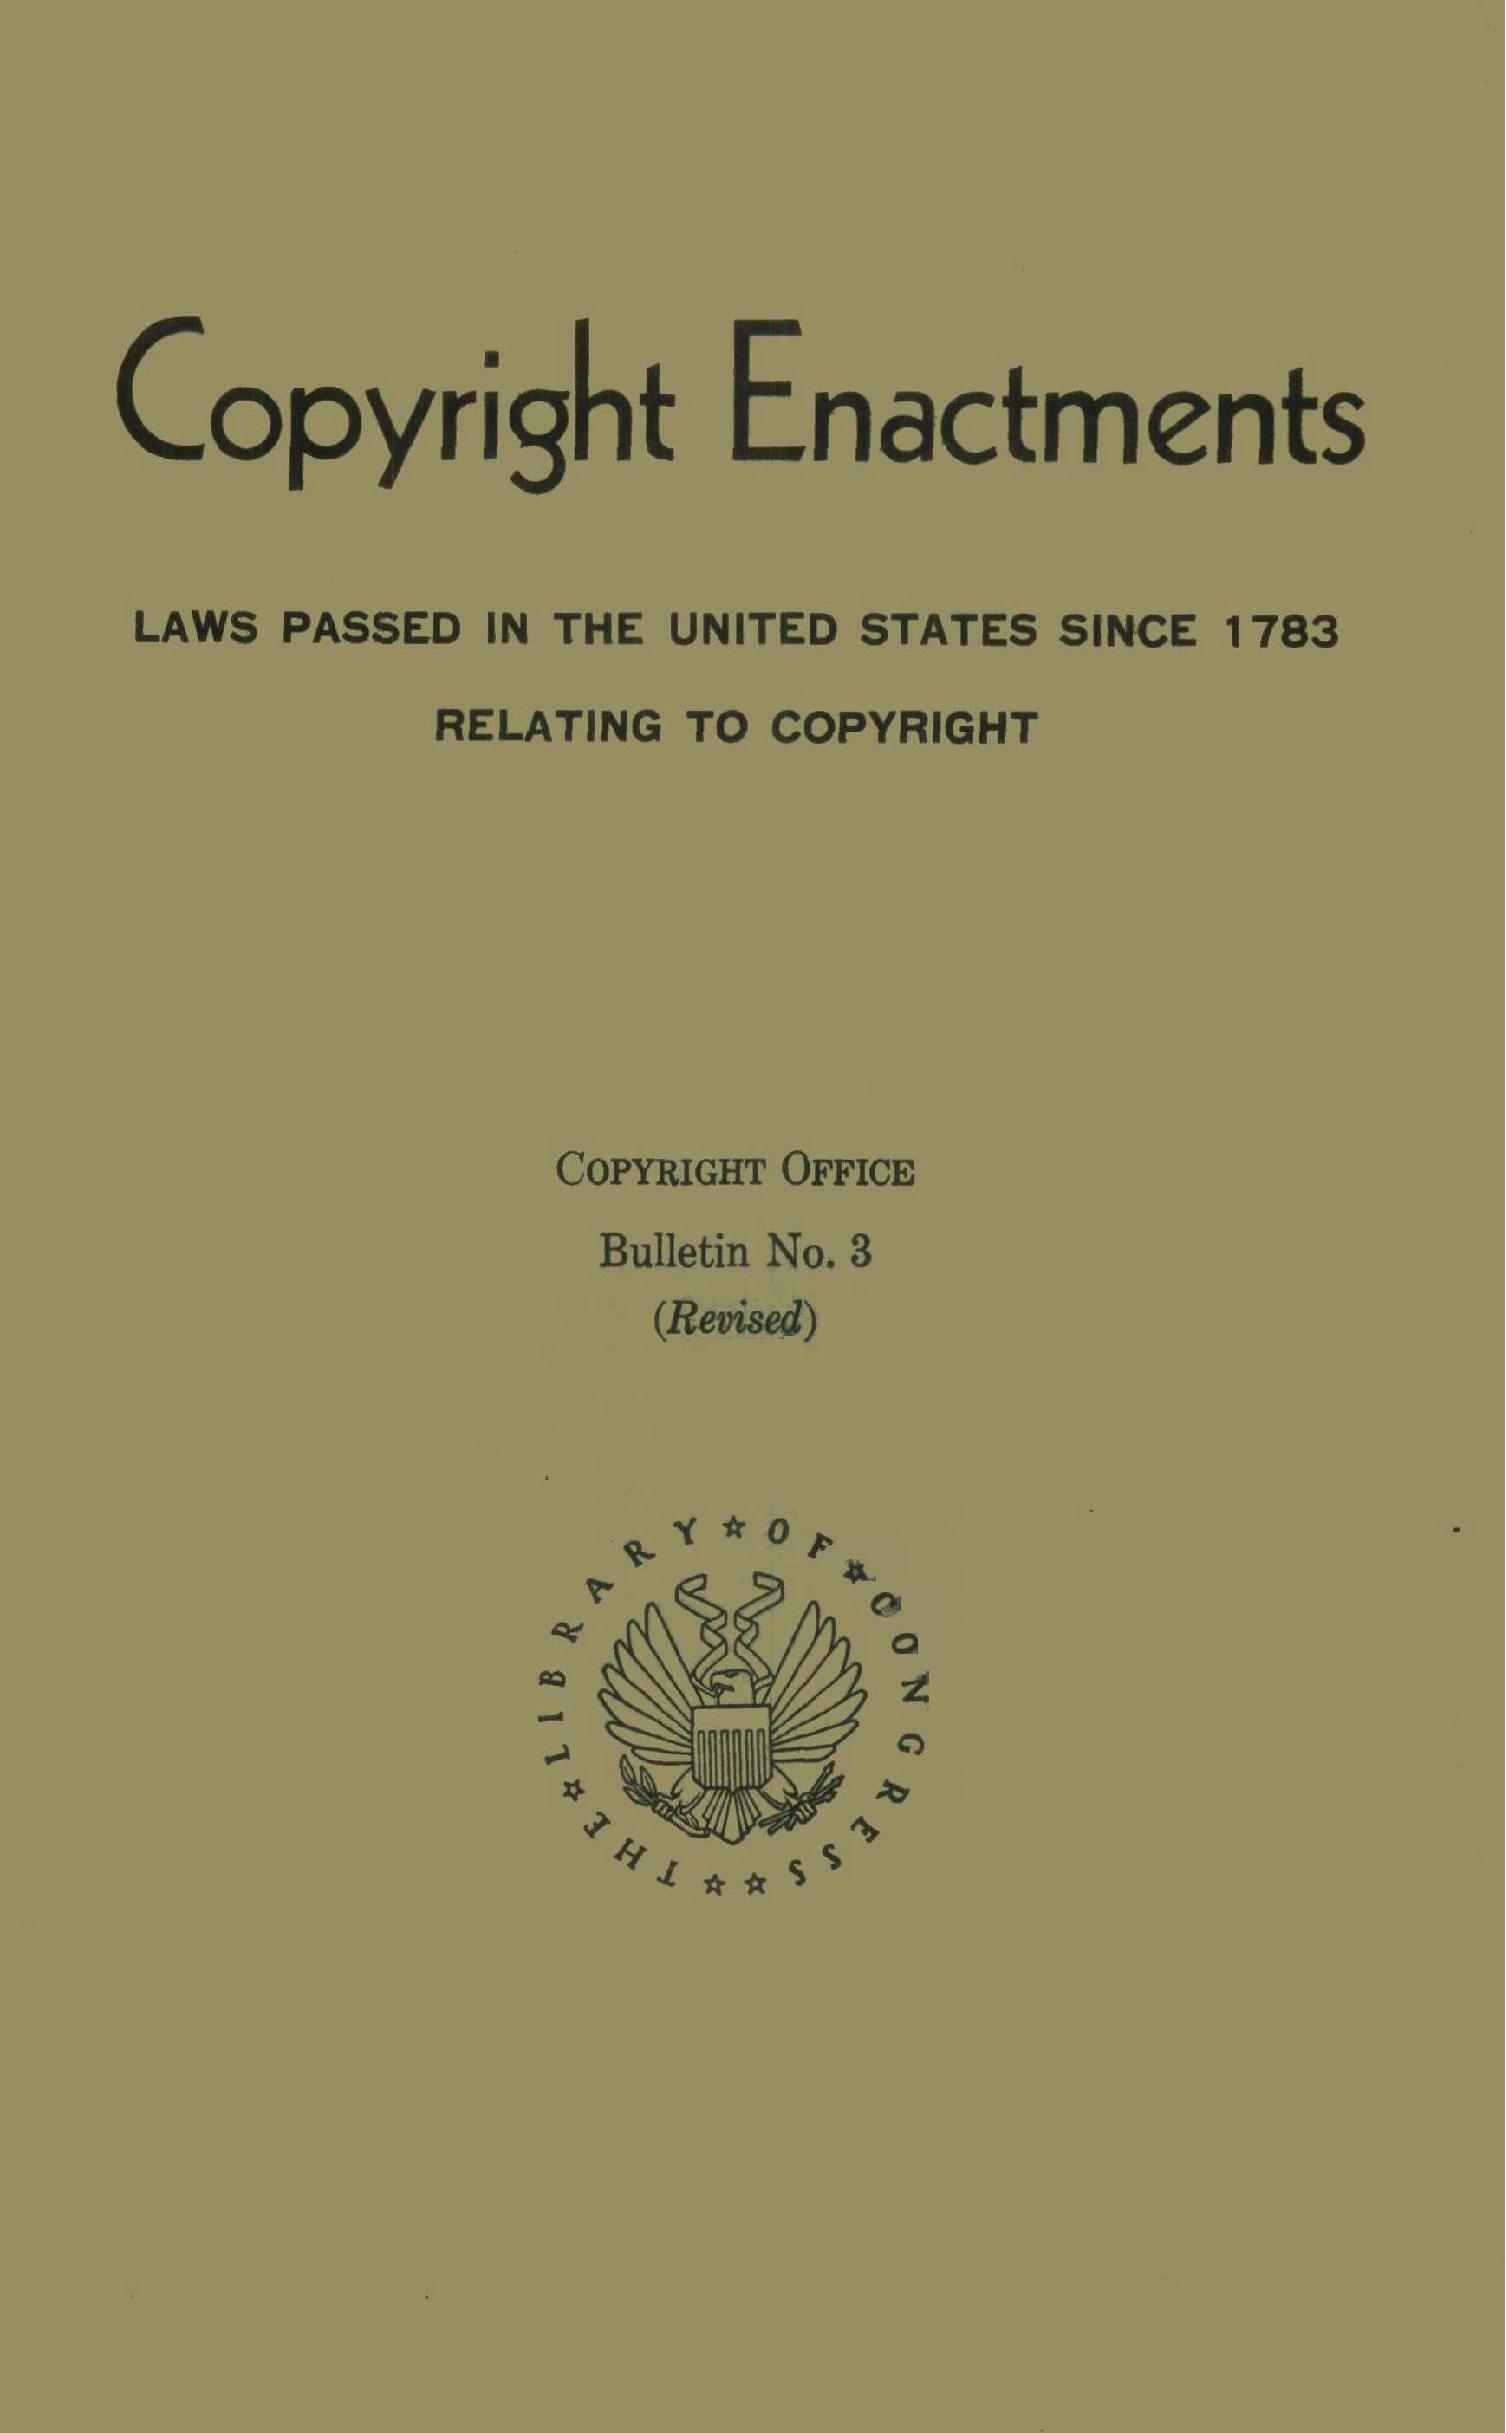 Copyright Enactments
LAWS PASSED IN THE UNITED STATES SINCE 1783
RELATING TO COPYRIGHT
COPYRIGHT OFFICE
Bulletin No. 3
(Revised)
THE☆LIBRARY☆OF☆CONGRESS☆☆